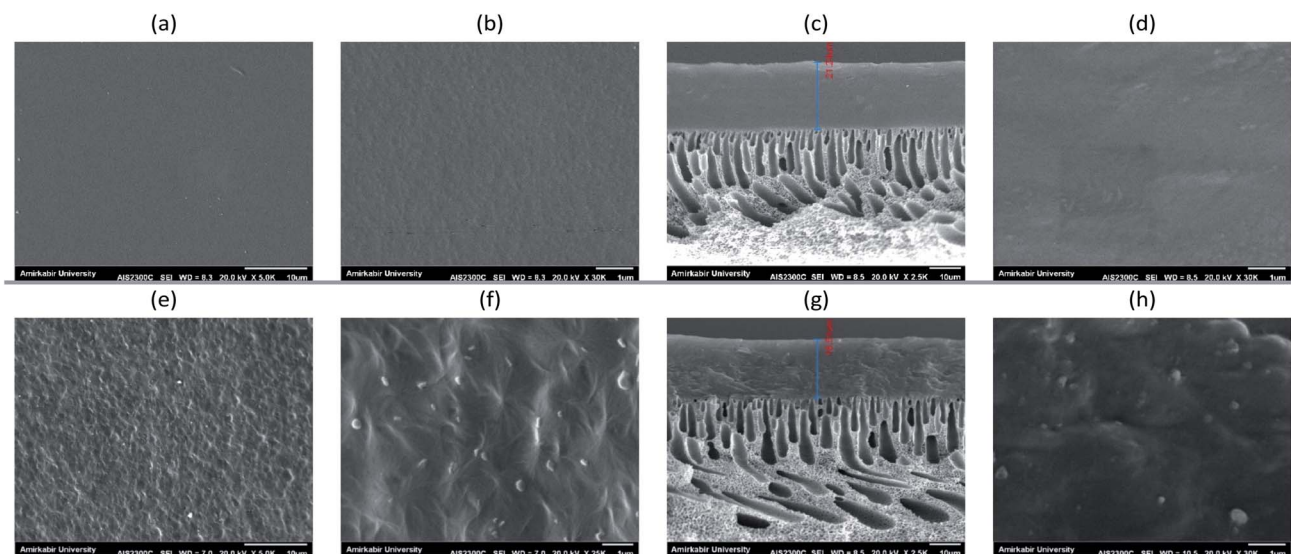 (a)
(b)
(c)
(d)
Amirkabir University AIS2300C SEI WD = 8.3 20.0 kV X 5.0K 10um
Amirkabir University AIS2300C SEI WD = 8.3 20.0 kV X 30K 1um
Amirkabir University AIS2300C SEI WD = 8.5 20.0 kV X 2.5K 10um
Amirkabir University AIS2300C SEI WD = 8.5 20.0 kV X 30K 1um
(e)
(f)
(g)
(h)
Amirkabir University AIS2300C SEI WD = 7.0 20.0 kV X 5.0K 10um
Amirkabir University AIS2300C SEI WD = 7.0 20.0 kV X 35K 1um
Amirkabir University AIS2300C SEI WD = 8.5 20.0 kV X 2.5K 10um
Amirkabir University AIS2300C SEI WD = 10.5 20.0 kV X 30K 1um